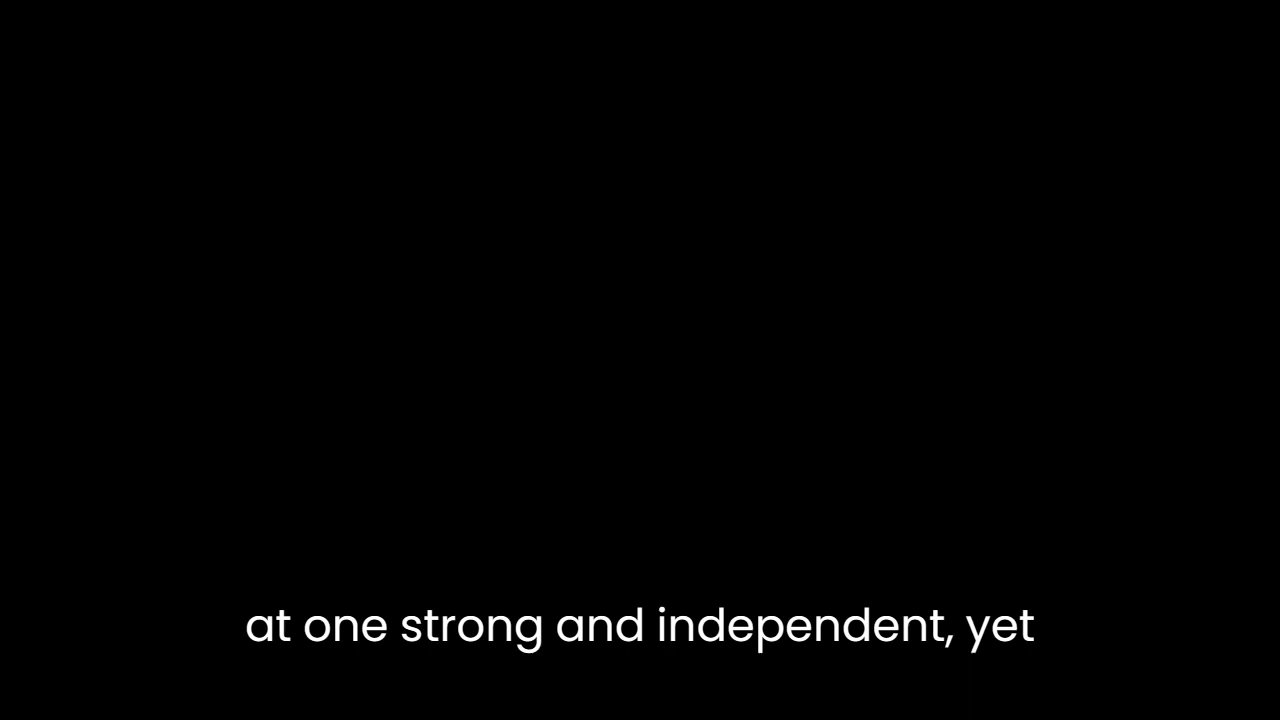 at one strong and independent, yet